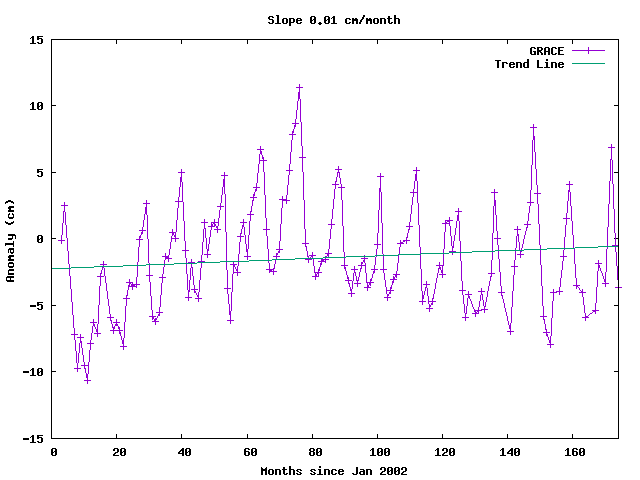 Slope 0.01 cm/month
GRACE
Trend Line
15
10
5
0
-5
-10
-15
Anomaly (cm)
0 20 40 60 80 100 120 140 160
Months since Jan 2002